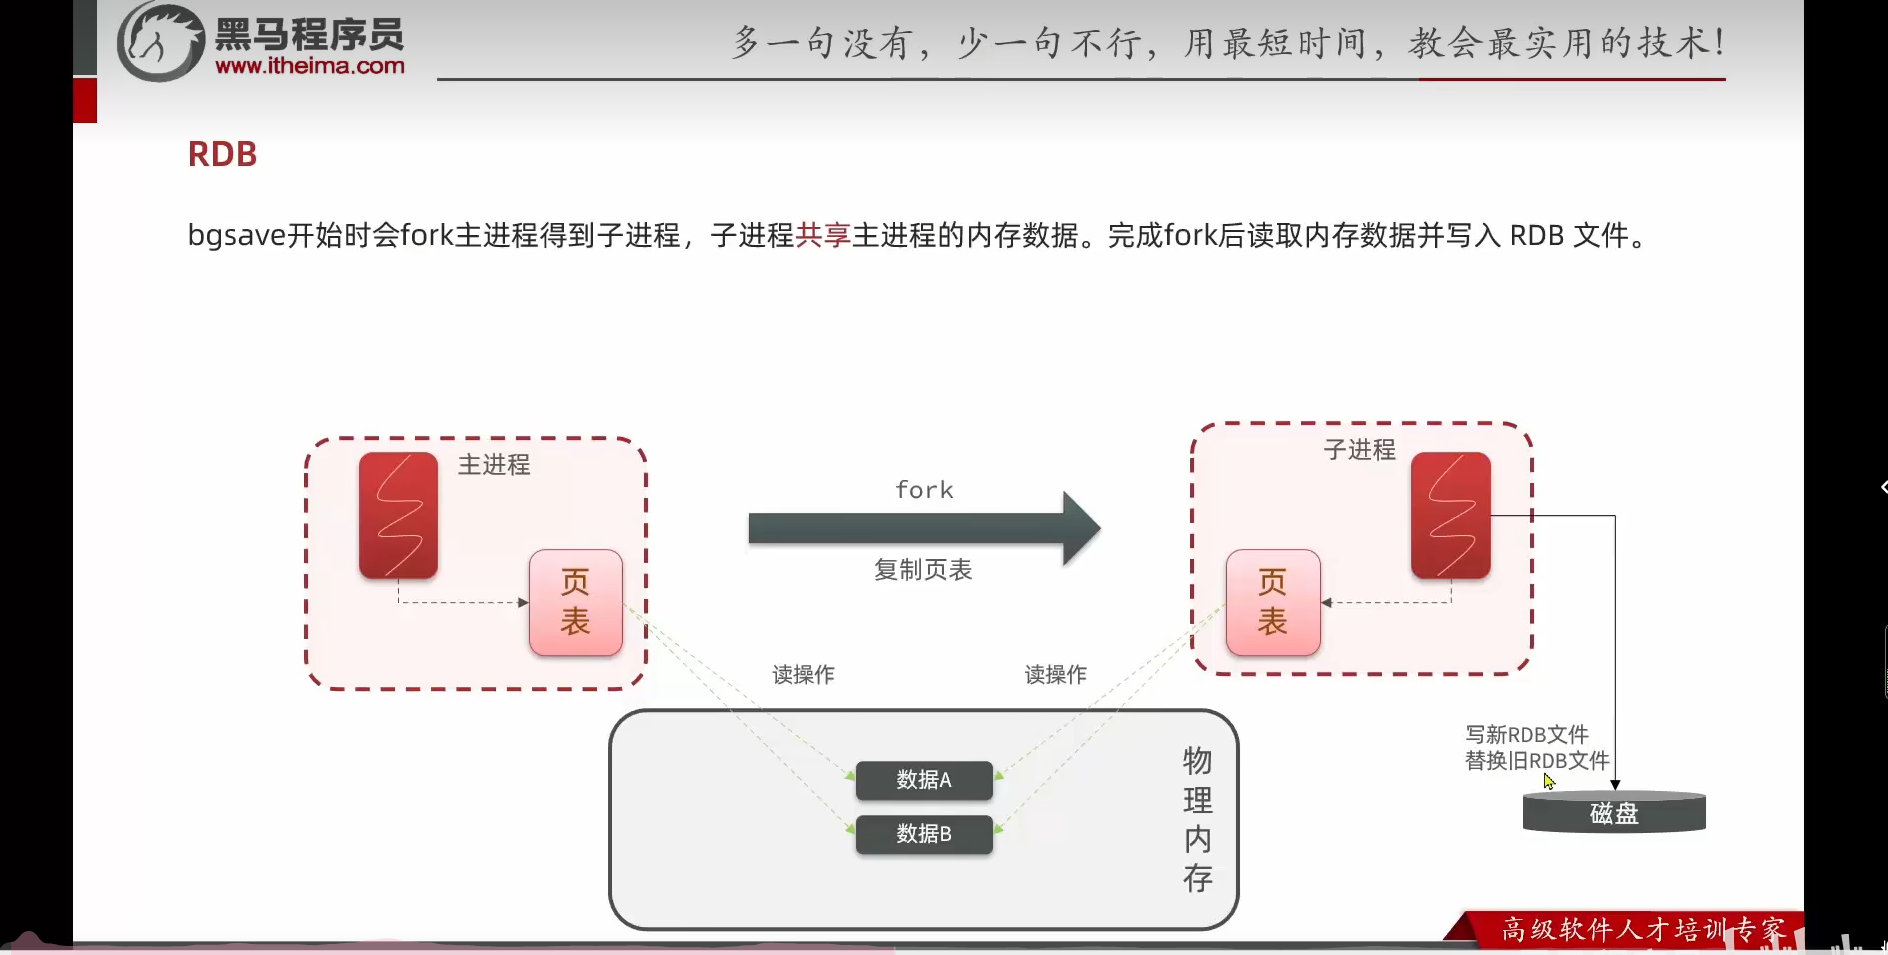 黑马程序员
www.itheima.com
多一句没有，少一句不行，用最短时间，教会最实用的技术！
RDB
bgsave开始时会fork主进程得到子进程，子进程共享主进程的内存数据。完成fork后读取内存数据并写入 RDB 文件。
主进程
页表
fork
复制页表
子进程
页表
读操作
读操作
数据A
数据B
物理内存
写新RDB文件
替换旧RDB文件
磁盘
高级软件人才培训专家